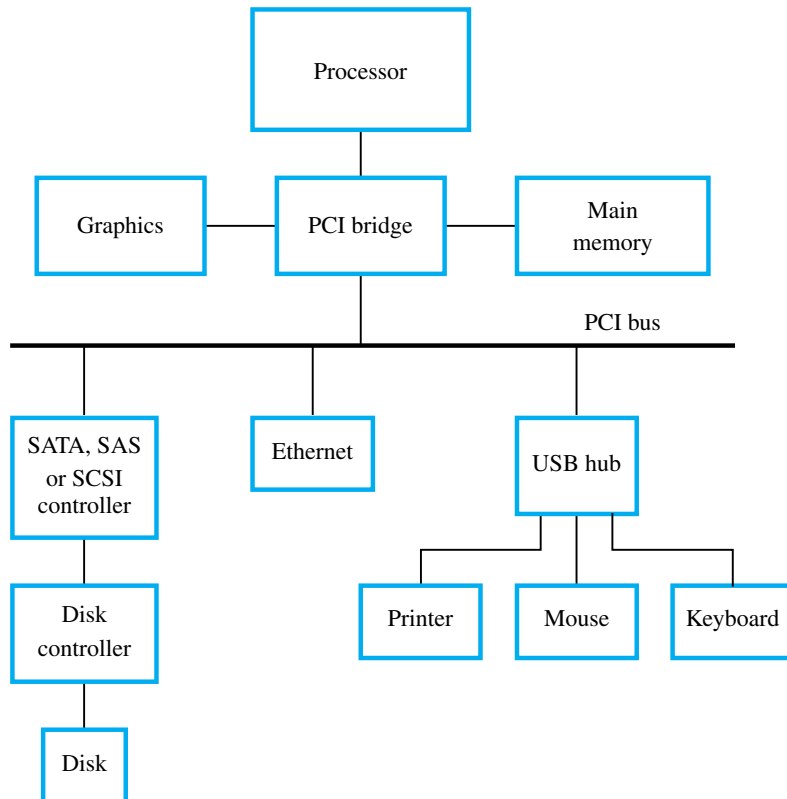 Processor
Graphics
PCI bridge
Main
memory
PCI bus
SATA, SAS
or SCSI
controller
Ethernet
USB hub
Disk
controller
Printer
Mouse
Keyboard
Disk